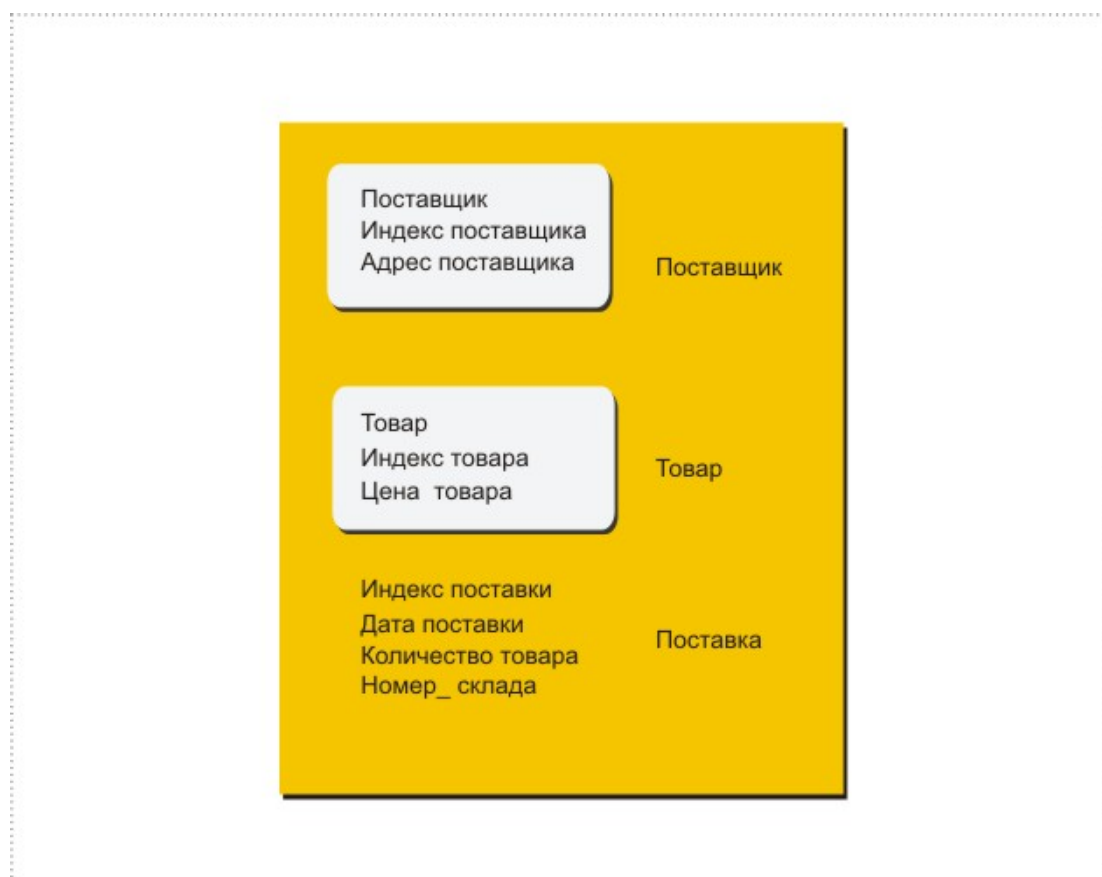 Поставщик
Индекс поставщика
Адрес поставщика
Поставщик
Товар
Индекс товара
Цена товара
Товар
Индекс поставки
Дата поставки
Количество товара
Номер_ склада
Поставка